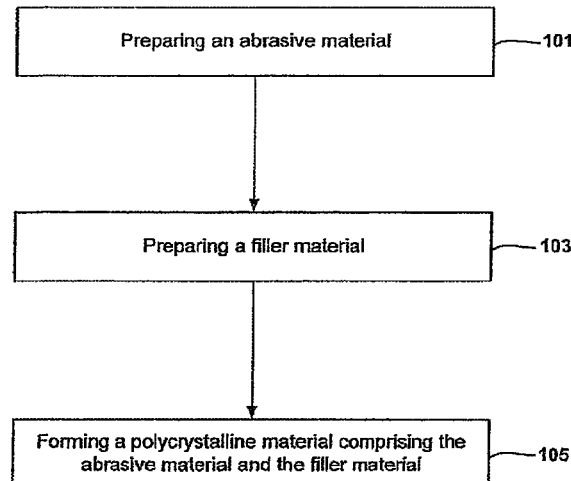 Preparing an abrasive material
101
Preparing a filler material
103
Forming a polycrystalline material comprising the
abrasive material and the filler material
105